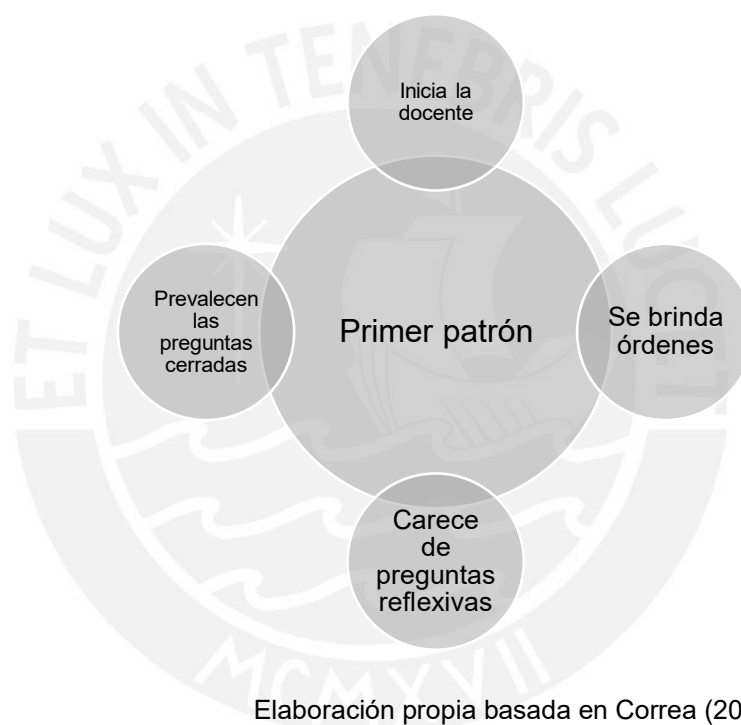 ET LUX IN TENEBRIS LUCET
Inicia la
docente
Prevalecen
las
preguntas
cerradas
Primer patrón
Se brinda
órdenes
Carece
de
preguntas
reflexivas
MCMXVII
Elaboración propia basada en Correa (20